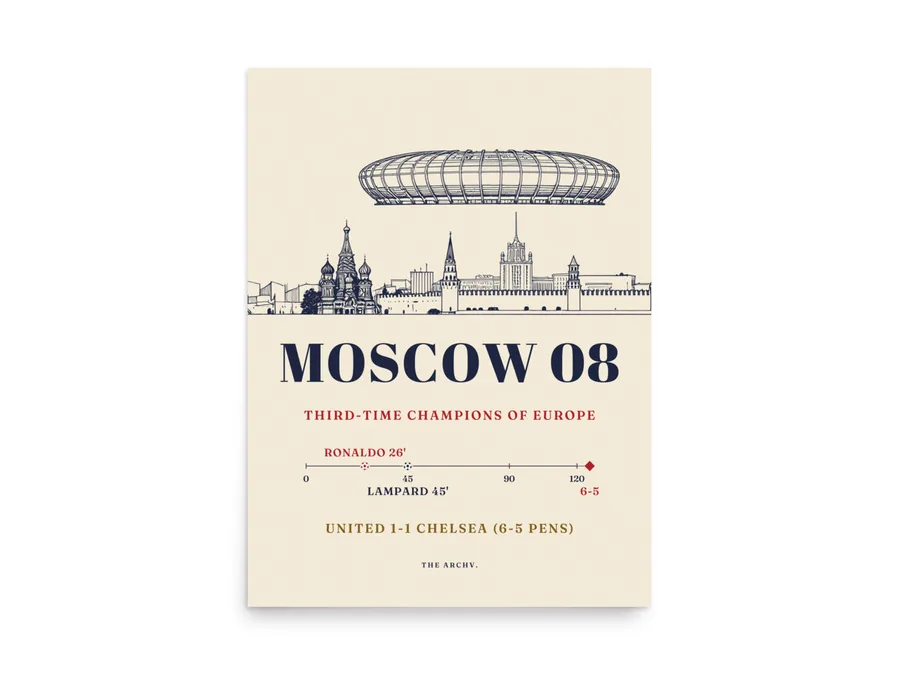 MOSCOW 08
THIRD-TIME CHAMPIONS OF EUROPE
RONALDO 26'
0 45 90 120
LAMPARD 45' 6-5
UNITED 1-1 CHELSEA (6-5 PENS)
THE ARCHV.